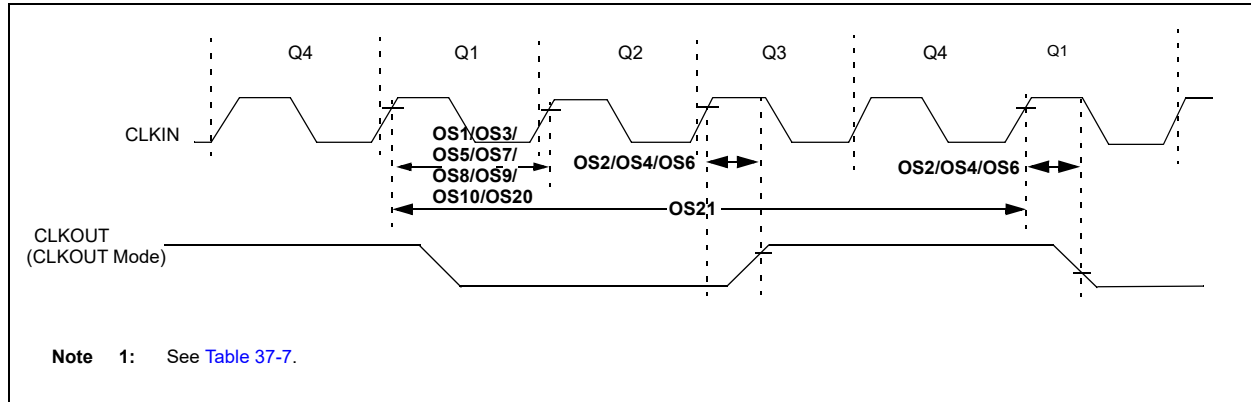 Q4 Q1 Q2 Q3 Q4 Q1
CLKIN
OS1/OS3/
OS5/OS7/
OS8/OS9/
OS10/OS20
OS2/OS4/OS6
OS2/OS4/OS6
OS21
CLKOUT
(CLKOUT Mode)
Note 1: See Table 37-7.